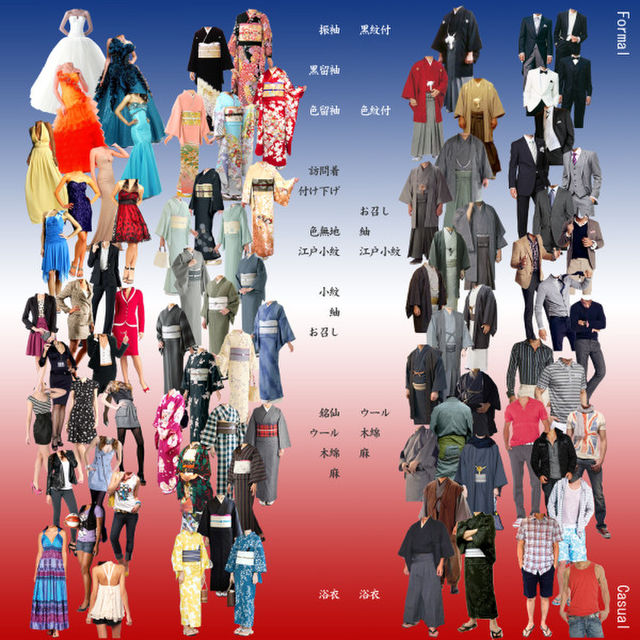 Formal
振袖 黒紋付
黒留袖
色留袖 色紋付
訪問着
付け下げ
お召し
色無地 紬
江戸小紋 江戸小紋
小紋
紬
お召し
銘仙 ウール
ウール 木綿
木綿 麻
麻
浴衣 浴衣
Casual